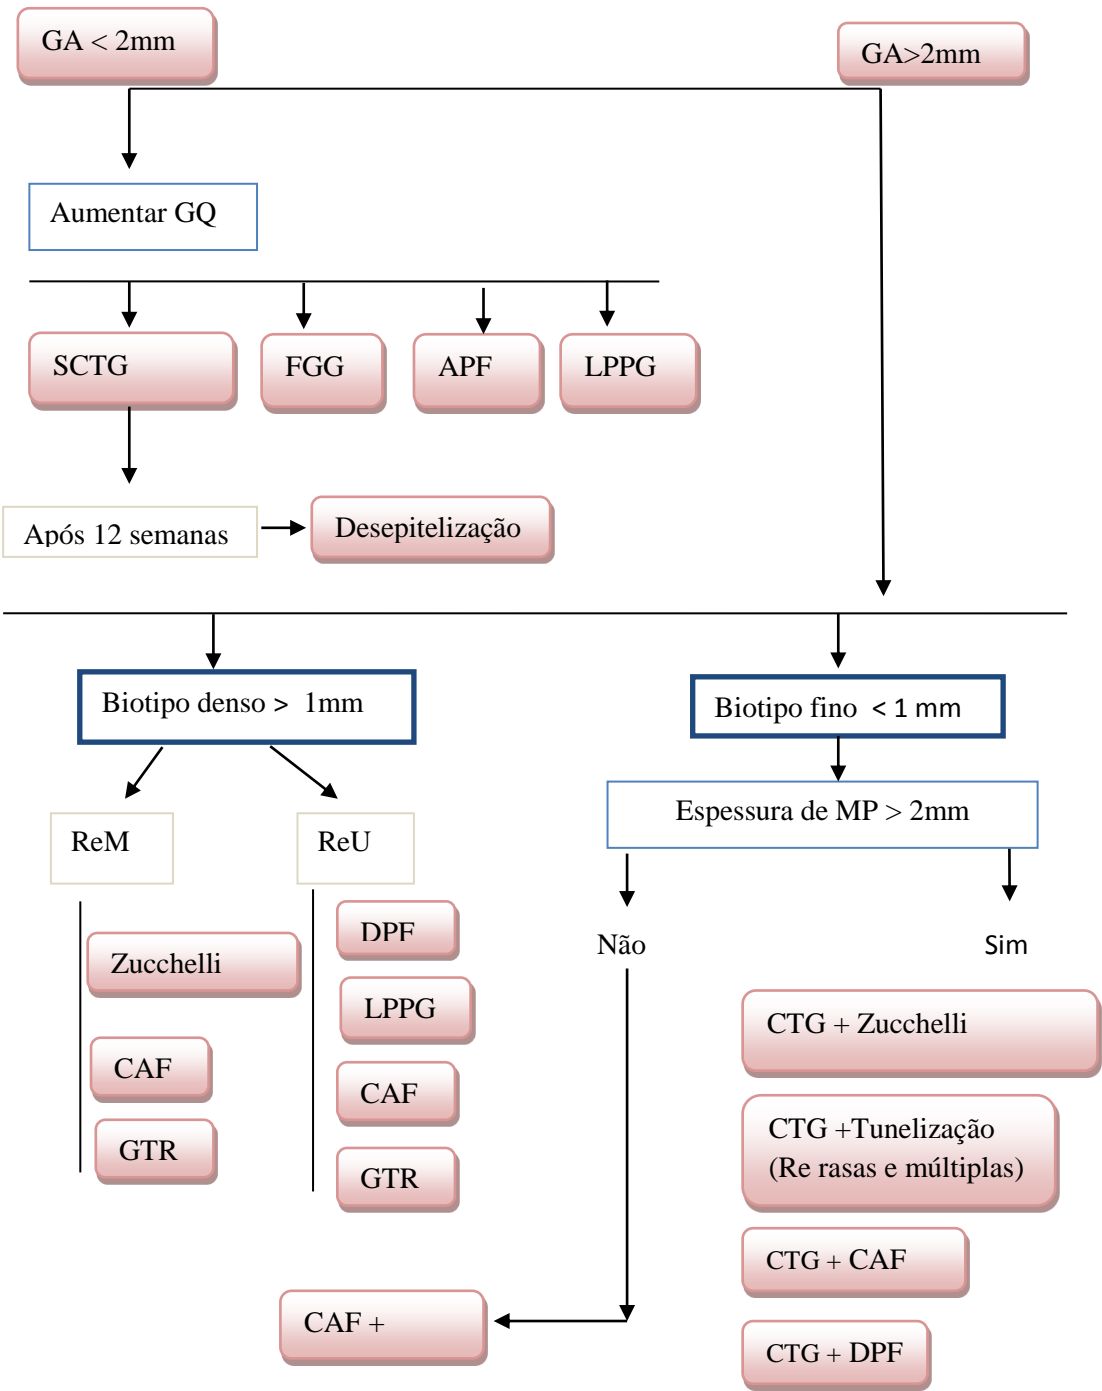 GA < 2mm
GA>2mm
Aumentar GQ
SCTG
FGG
APF
LPPG
Após 12 semanas
Desepitelização
Biotipo denso > 1mm
Biotipo fino < 1 mm
Espessura de MP > 2mm
ReM
ReU
Não
Sim
Zucchelli
CAF
GTR
DPF
LPPG
CAF
GTR
CTG + Zucchelli
CTG +Tunelização
(Re rasas e múltiplas)
CTG + CAF
CTG + DPF
CAF +